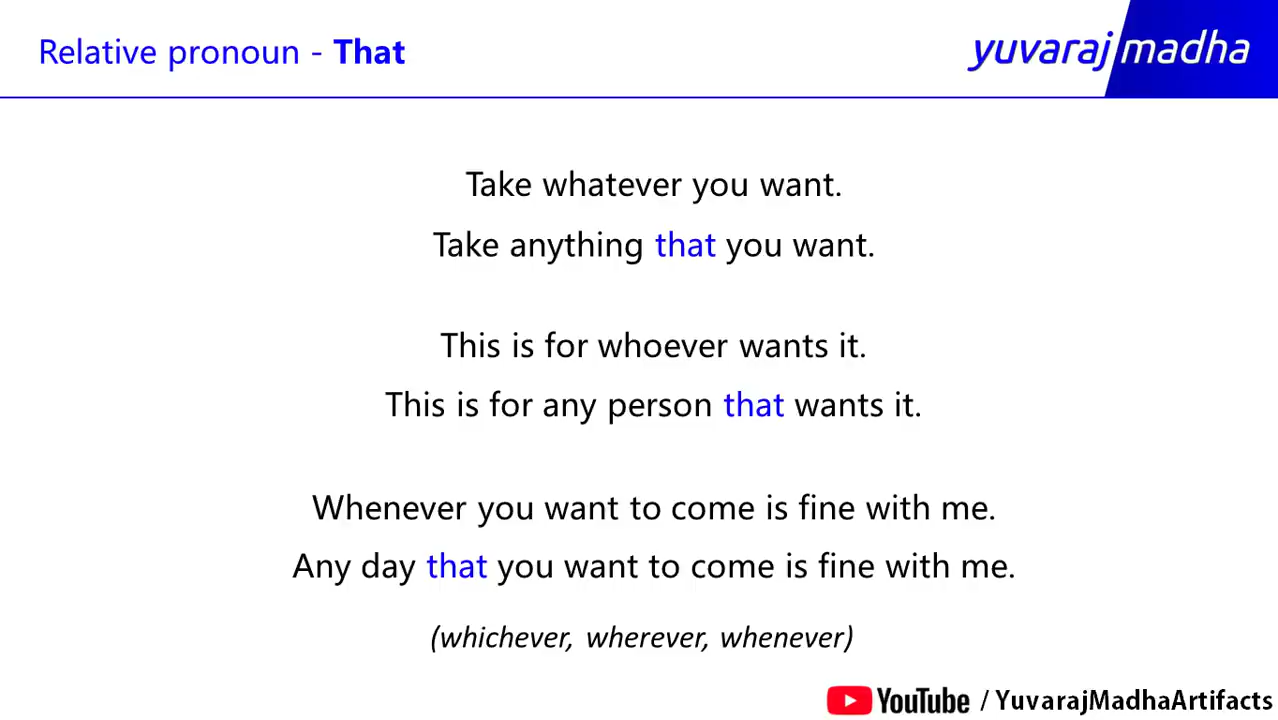 Relative pronoun - That
yuvaraj madha
Take whatever you want.
Take anything that you want.
This is for whoever wants it.
This is for any person that wants it.
Whenever you want to come is fine with me.
Any day that you want to come is fine with me.
(whichever, wherever, whenever)
YouTube / YuvarajMadhaArtifacts